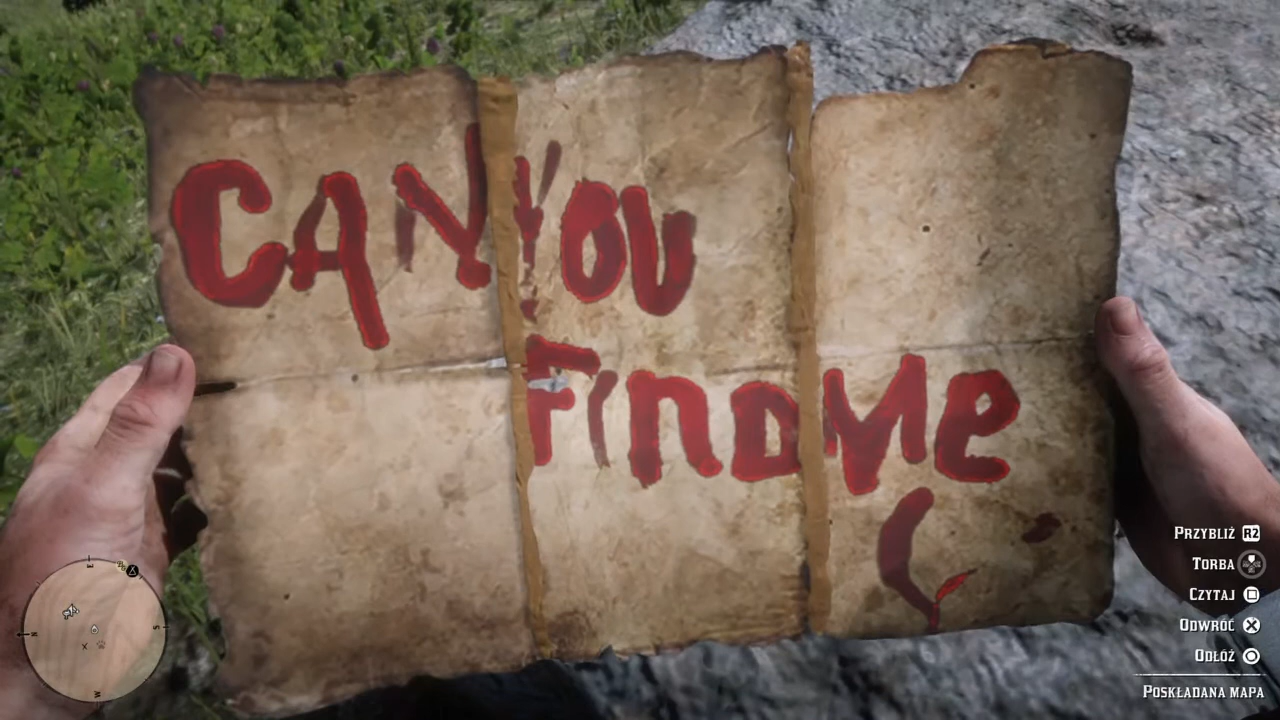 CAN YOU
FIND Me
PRZYBLIŻ R2
TORBA
CZYTAJ
ODWRÓĆ
ODŁÓŻ
POSKŁADANA MAPA
E
N
S
W